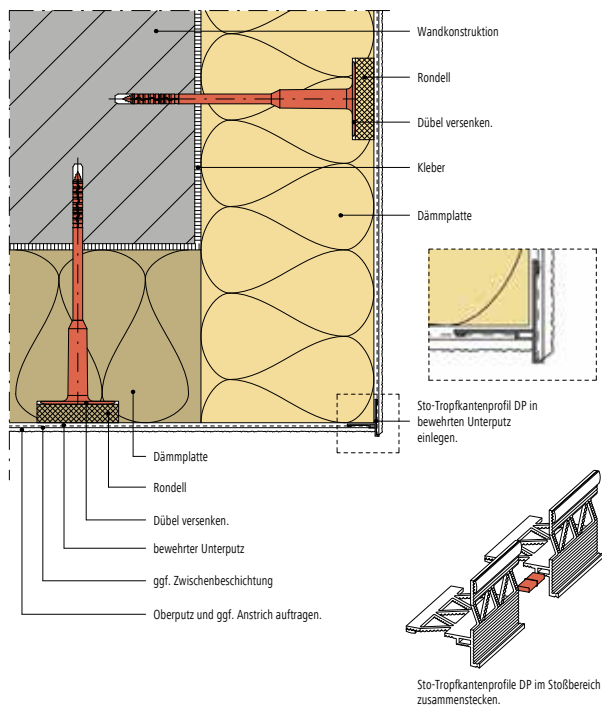 Wandkonstruktion
Rondell
Dübel versenken.
Kleber
Dämmplatte
Sto-Tropfkantenprofil DP in
bewehrten Unterputz
einlegen.
Dämmplatte
Rondell
Dübel versenken.
bewehrter Unterputz
ggf. Zwischenbeschichtung
Oberputz und ggf. Anstrich auftragen.
Sto-Tropfkantenprofile DP im Stoßbereich
zusammenstecken.